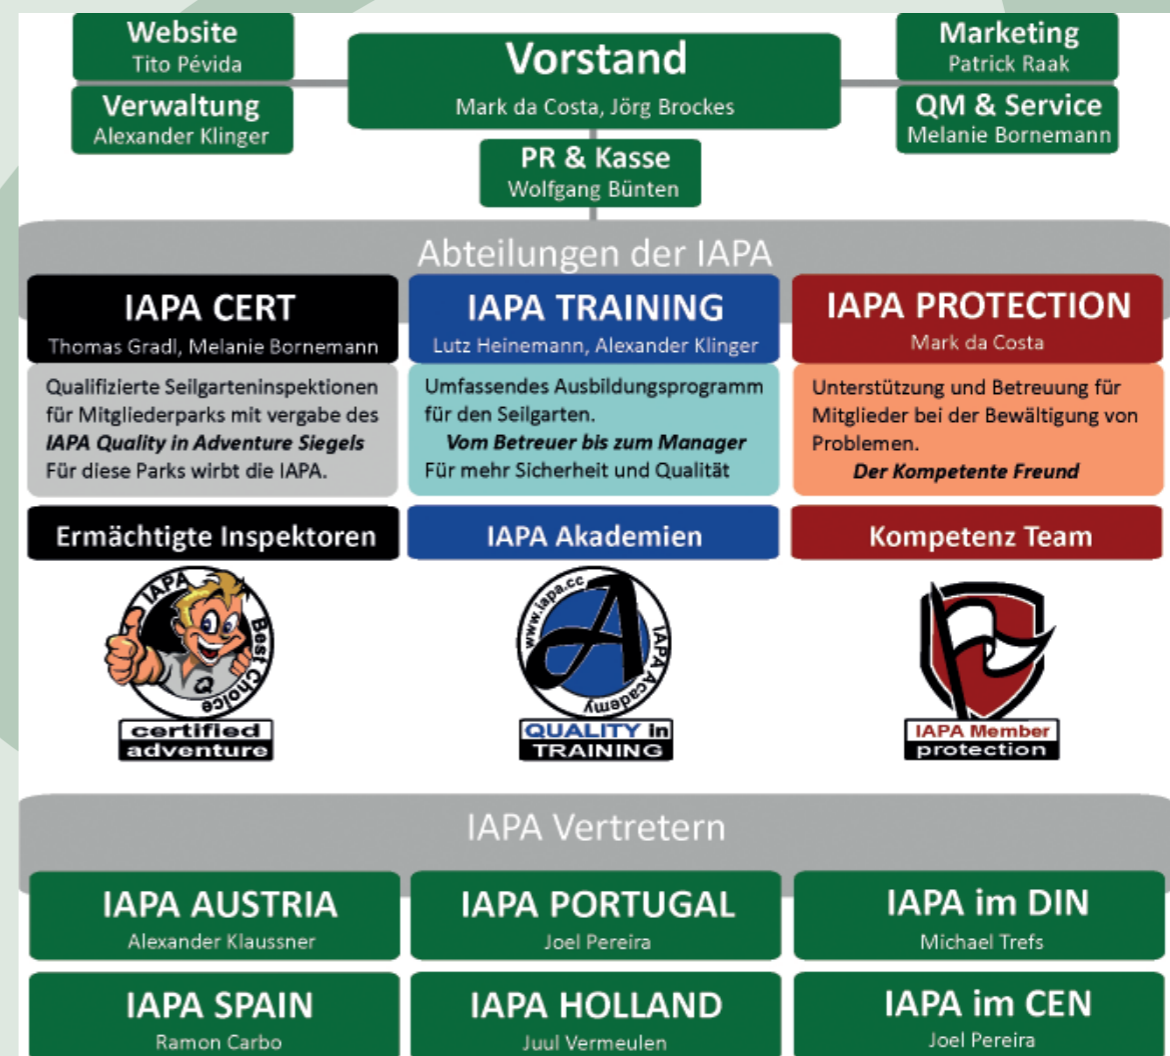 Website
Tito Pévida
Verwaltung
Alexander Klinger
Vorstand
Mark da Costa, Jörg Brockes
Marketing
Patrick Raak
QM & Service
Melanie Bornemann
PR & Kasse
Wolfgang Bünten
Abteilungen der IAPA
IAPA CERT
Thomas Gradl, Melanie Bornemann
Qualifizierte Seilgarteninspektionen
für Mitgliederparks mit vergabe des
IAPA Quality in Adventure Siegels
Für diese Parks wirbt die IAPA.
Ermächtigte Inspektoren
IAPA
Best Choice
Q
certified
adventure
IAPA TRAINING
Lutz Heinemann, Alexander Klinger
Umfassendes Ausbildungsprogramm
für den Seilgarten.
Vom Betreuer bis zum Manager
Für mehr Sicherheit und Qualität
IAPA Akademien
www.iapa.cc
A
IAPA Academy
QUALITY in
TRAINING
IAPA PROTECTION
Mark da Costa
Unterstützung und Betreuung für
Mitglieder bei der Bewältigung von
Problemen.
Der Kompetente Freund
Kompetenz Team
IAPA Member
protection
IAPA Vertretern
IAPA AUSTRIA
Alexander Klaussner
IAPA PORTUGAL
Joel Pereira
IAPA im DIN
Michael Trefs
IAPA SPAIN
Ramon Carbo
IAPA HOLLAND
Juul Vermeulen
IAPA im CEN
Joel Pereira